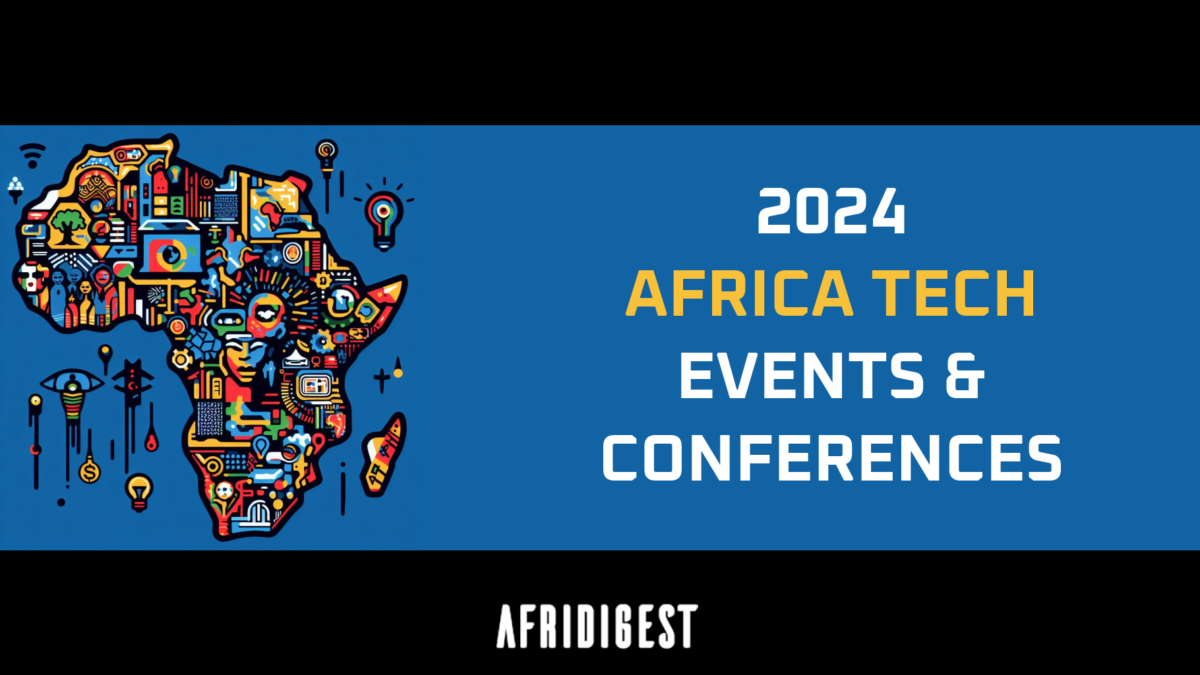 2024
AFRICA TECH
EVENTS &
CONFERENCES
AFRIDIGEST